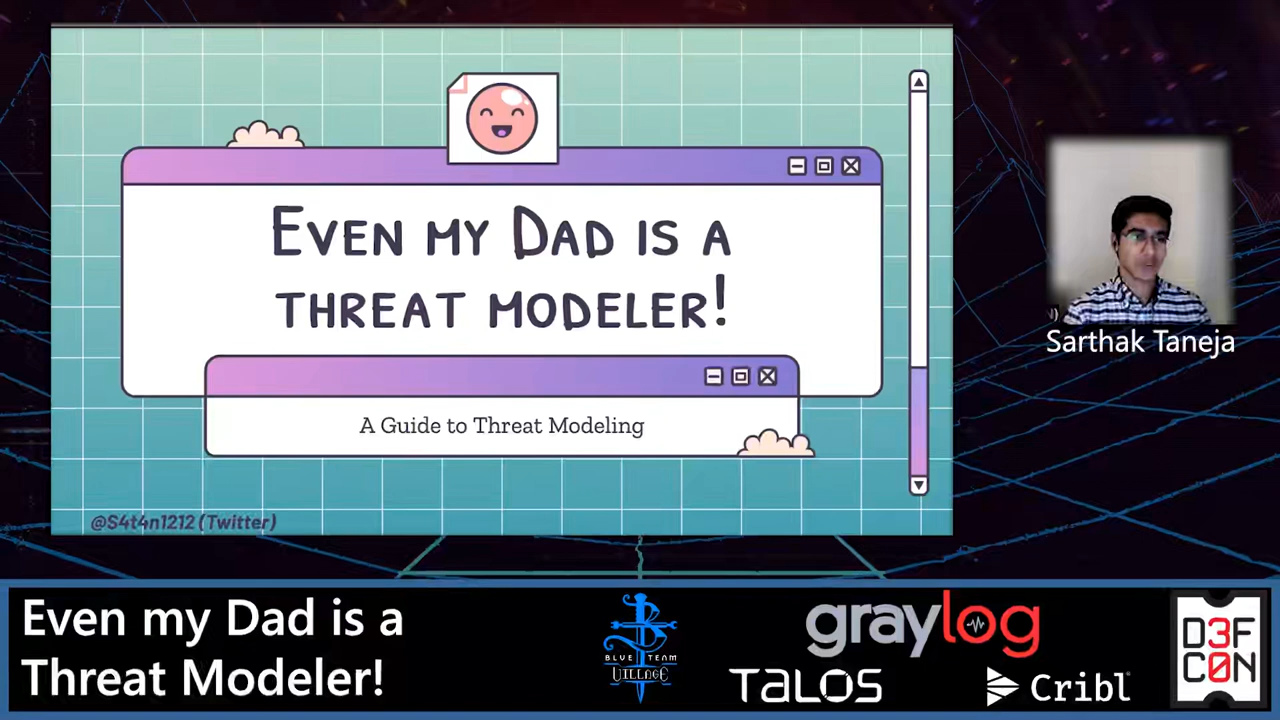 EVEN MY DAD IS A
THREAT MODELER!
A Guide to Threat Modeling
@S4t4n1212 (Twitter)
Sarthak Taneja
Even my Dad is a
Threat Modeler!
BLUE TEAM
VILLAGE
graylog
TALOS
Cribl
D3F
C0N